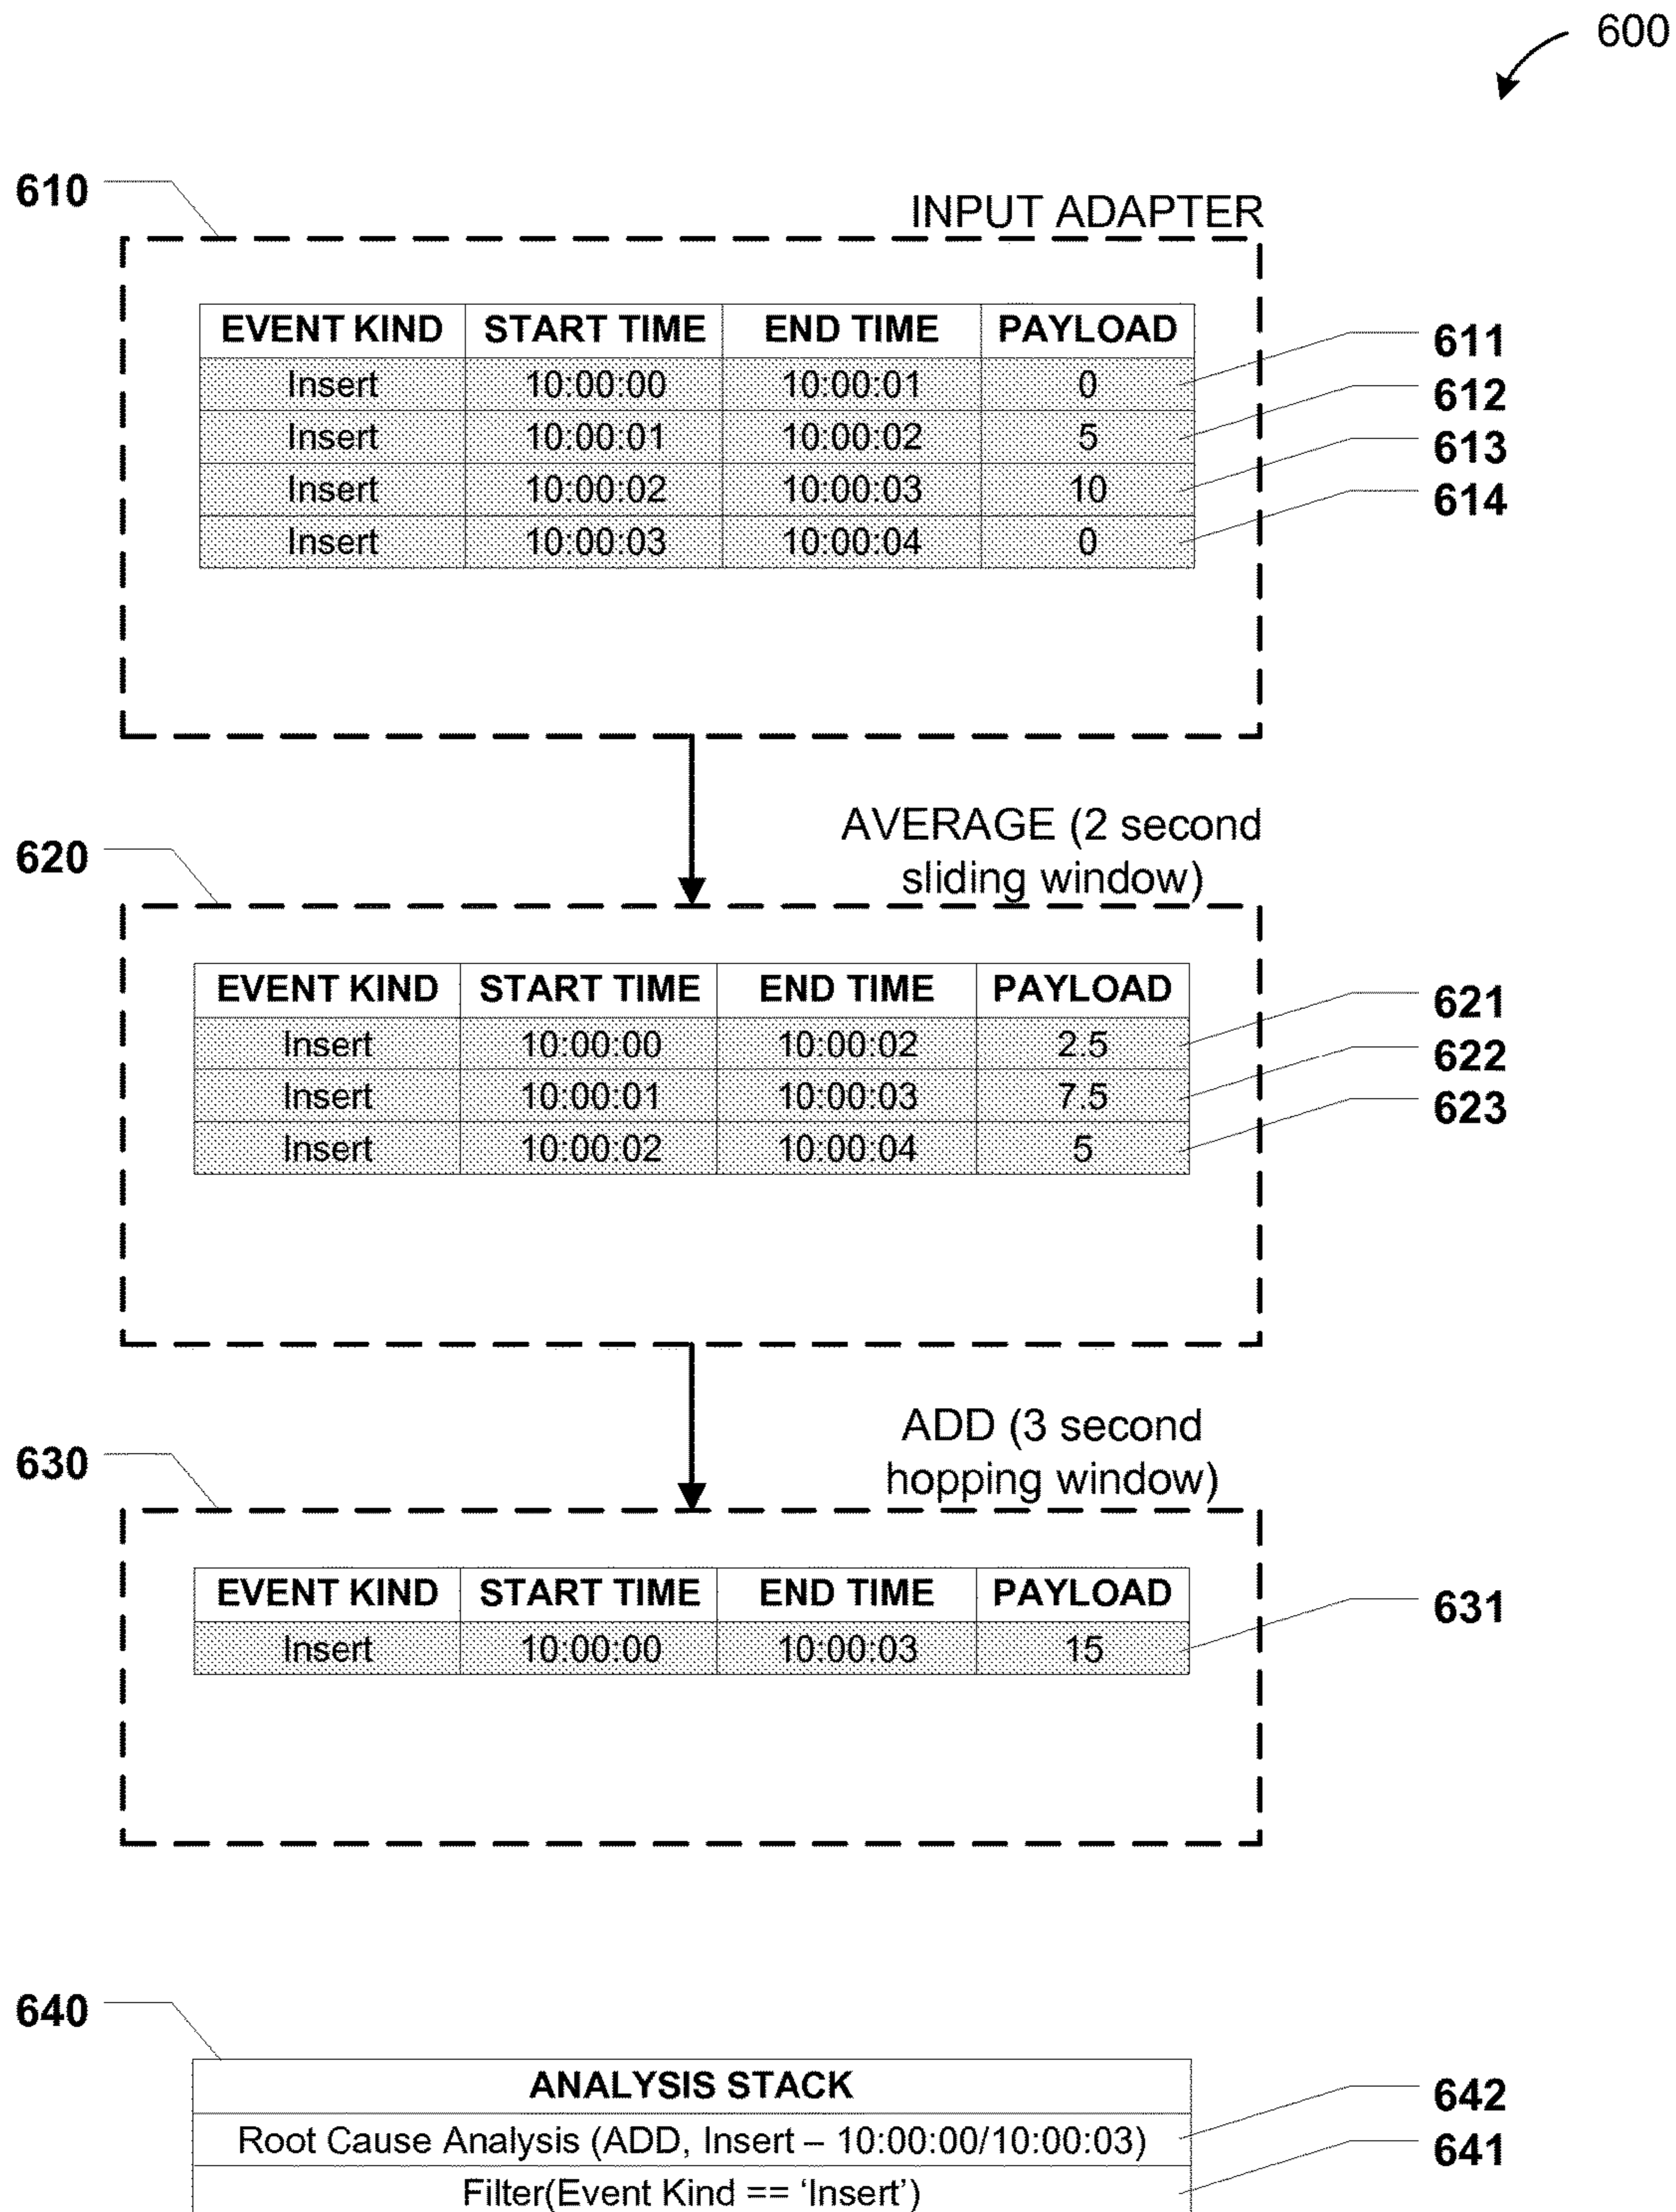 600
610
INPUT ADAPTER
EVENT KIND START TIME END TIME PAYLOAD
Insert 10:00:00 10:00:01 0 611
Insert 10:00:01 10:00:02 5 612
Insert 10:00:02 10:00:03 10 613
Insert 10:00:03 10:00:04 0 614
AVERAGE (2 second
sliding window)
620
EVENT KIND START TIME END TIME PAYLOAD
Insert 10:00:00 10:00:02 2.5 621
Insert 10:00:01 10:00:03 7.5 622
Insert 10:00:02 10:00:04 5 623
ADD (3 second
hopping window)
630
EVENT KIND START TIME END TIME PAYLOAD
Insert 10:00:00 10:00:03 15 631
640
ANALYSIS STACK
Root Cause Analysis (ADD, Insert – 10:00:00/10:00:03) 642
Filter(Event Kind == ‘Insert’) 641